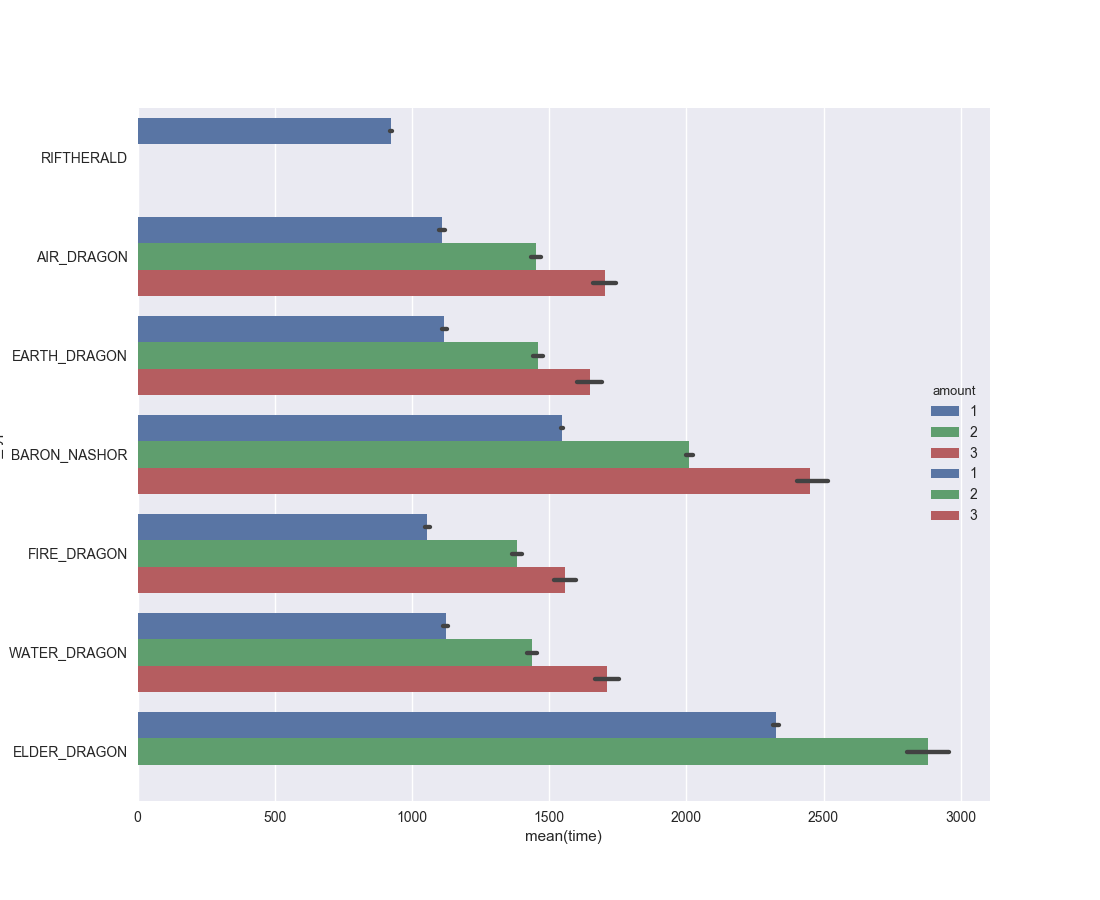 RIFTHERALD
AIR_DRAGON
EARTH_DRAGON
BARON_NASHOR
FIRE_DRAGON
WATER_DRAGON
ELDER_DRAGON
amount
1
2
3
1
2
3
0 500 1000 1500 2000 2500 3000
mean(time)